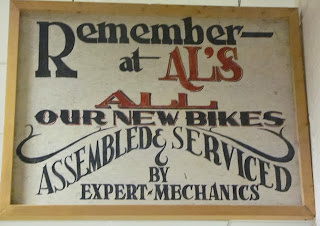 Remember—
at AL'S
ALL
OUR NEW BIKES
ASSEMBLED & SERVICED
BY
EXPERT-MECHANICS